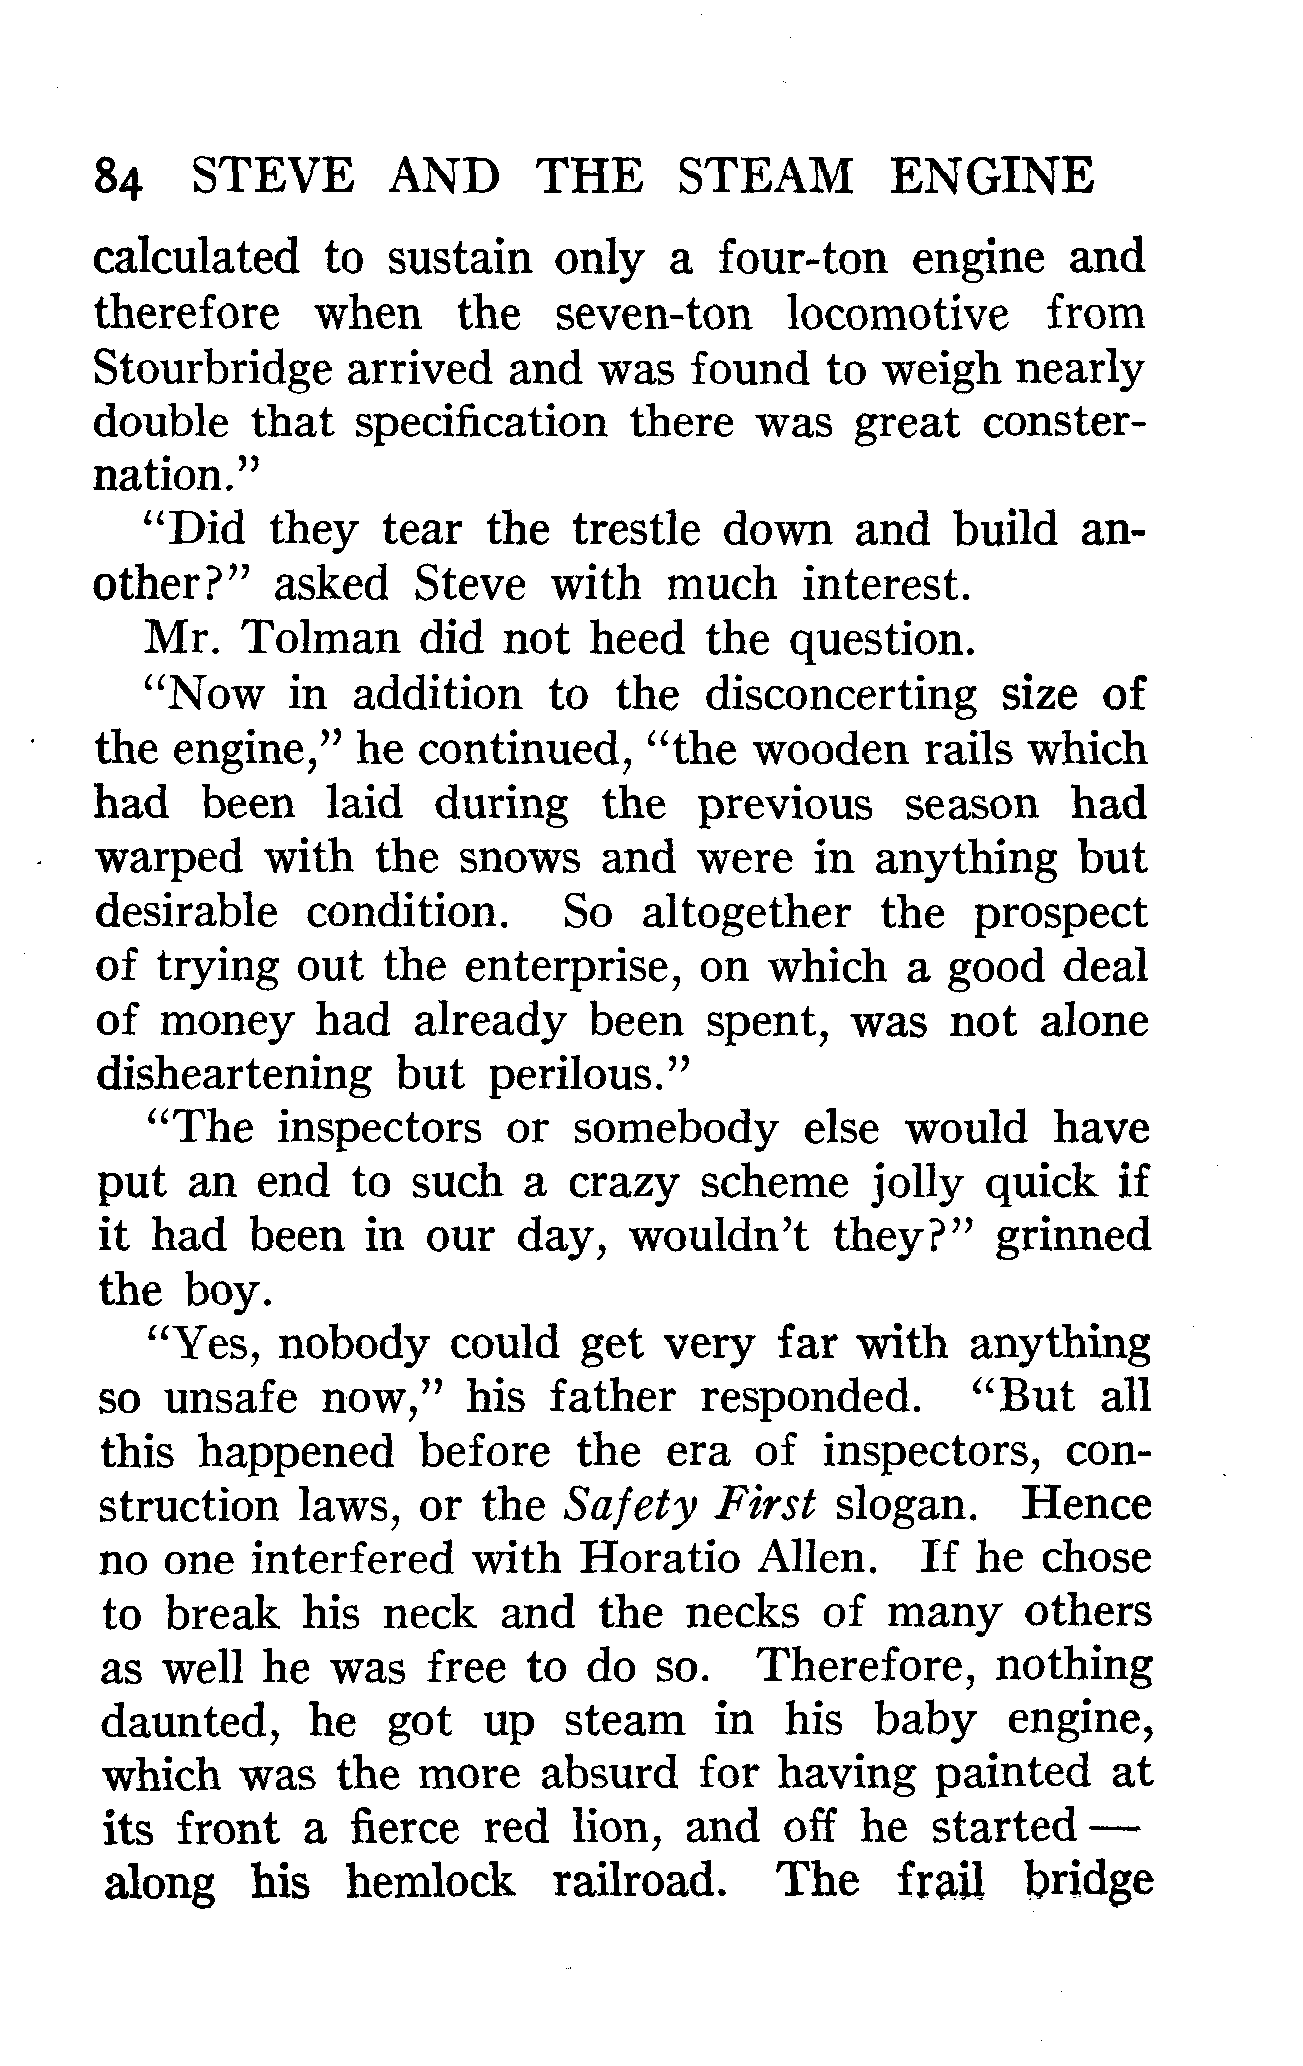 84 STEVE AND THE STEAM ENGINE
calculated to sustain only a four-ton engine and
therefore when the seven-ton locomotive from
Stourbridge arrived and was found to weigh nearly
double that specification there was great conster-
nation.”
“Did they tear the trestle down and build an-
other?” asked Steve with much interest.
Mr. Tolman did not heed the question.
“Now in addition to the disconcerting size of
the engine,” he continued, “the wooden rails which
had been laid during the previous season had
warped with the snows and were in anything but
desirable condition. So altogether the prospect
of trying out the enterprise, on which a good deal
of money had already been spent, was not alone
disheartening but perilous.”
“The inspectors or somebody else would have
put an end to such a crazy scheme jolly quick if
it had been in our day, wouldn’t they?” grinned
the boy.
“Yes, nobody could get very far with anything
so unsafe now,” his father responded. “But all
this happened before the era of inspectors, con-
struction laws, or the Safety First slogan. Hence
no one interfered with Horatio Allen. If he chose
to break his neck and the necks of many others
as well he was free to do so. Therefore, nothing
daunted, he got up steam in his baby engine,
which was the more absurd for having painted at
its front a fierce red lion, and off he started —
along his hemlock railroad. The frail bridge